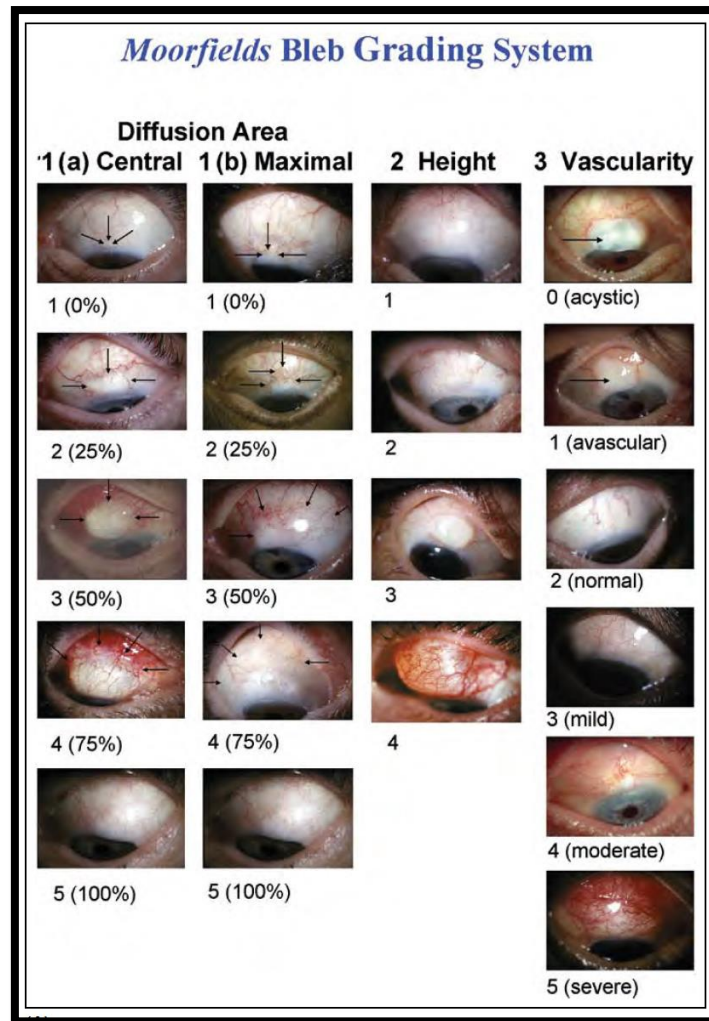 Moorfields Bleb Grading System
Diffusion Area
1(a) Central 1(b) Maximal 2 Height 3 Vascularity
1 (0%) 1 (0%) 1 0 (acystic)
2 (25%) 2 (25%) 2 1 (avascular)
3 (50%) 3 (50%) 3 2 (normal)
4 (75%) 4 (75%) 4 3 (mild)
5 (100%) 5 (100%) 4 (moderate)
5 (severe)